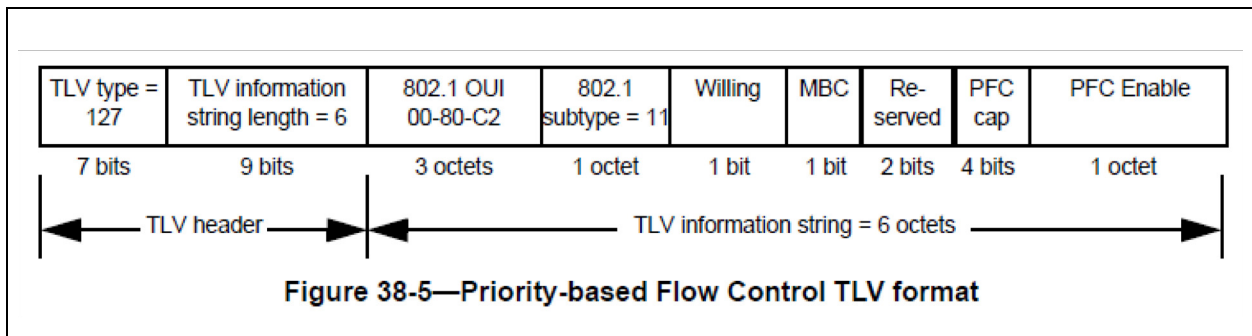 TLV type = 127
TLV information string length = 6
802.1 OUI 00-80-C2
802.1 subtype = 11
Willing
MBC
Re-served
PFC cap
PFC Enable
7 bits
9 bits
3 octets
1 octet
1 bit
1 bit
2 bits
4 bits
1 octet
TLV header
TLV information string = 6 octets
Figure 38-5—Priority-based Flow Control TLV format